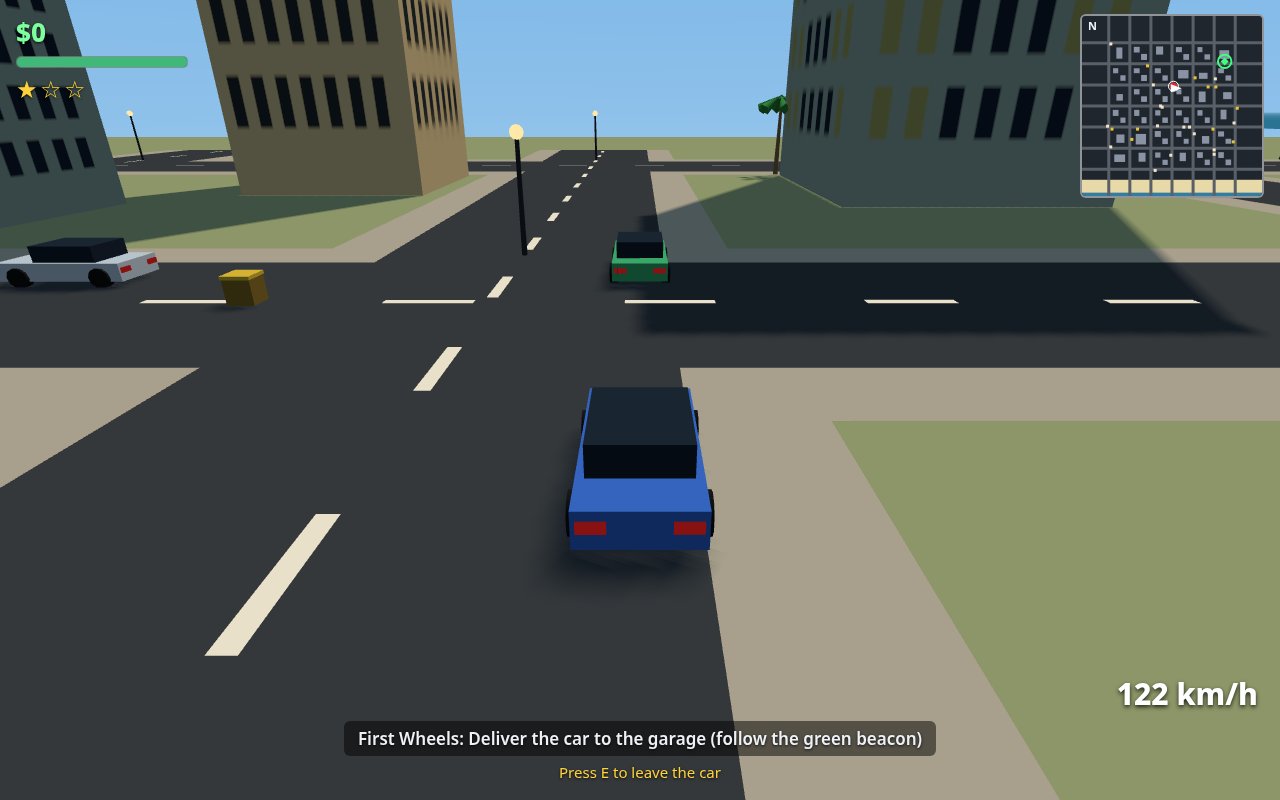 $0
N
122 km/h
First Wheels: Deliver the car to the garage (follow the green beacon)
Press E to leave the car